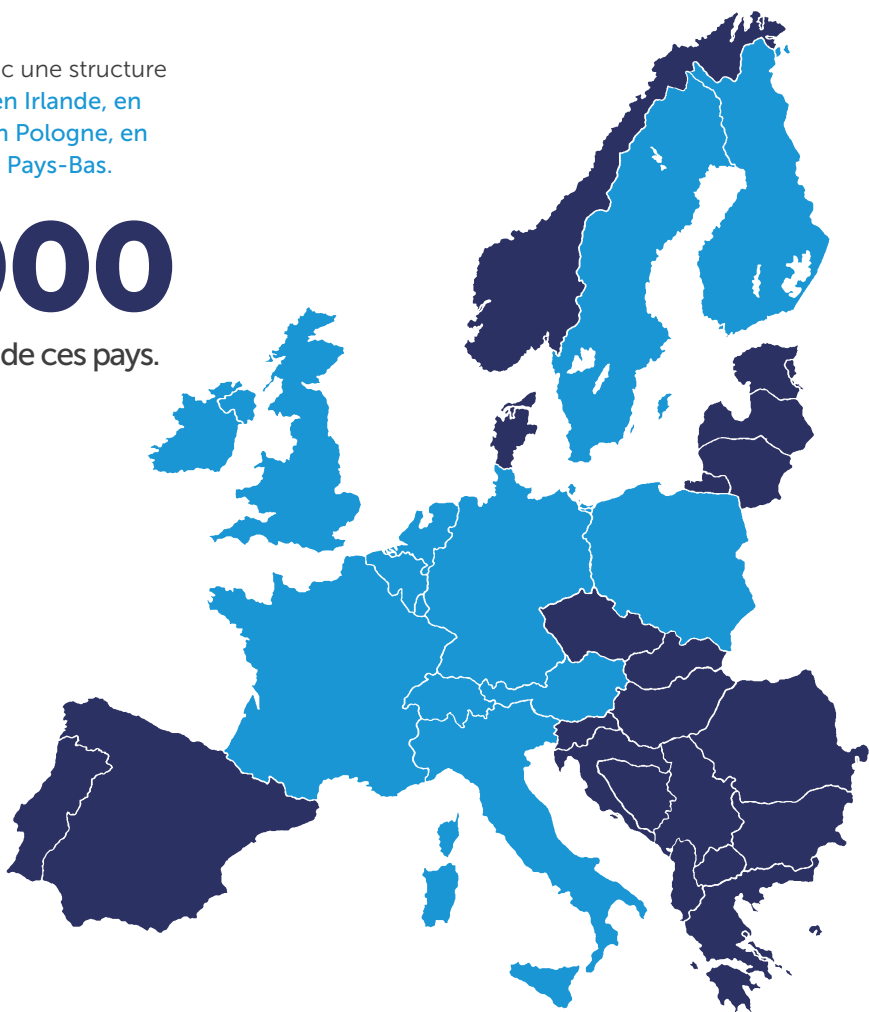 c une structure
en Irlande, en
n Pologne, en
Pays-Bas.
000
de ces pays.